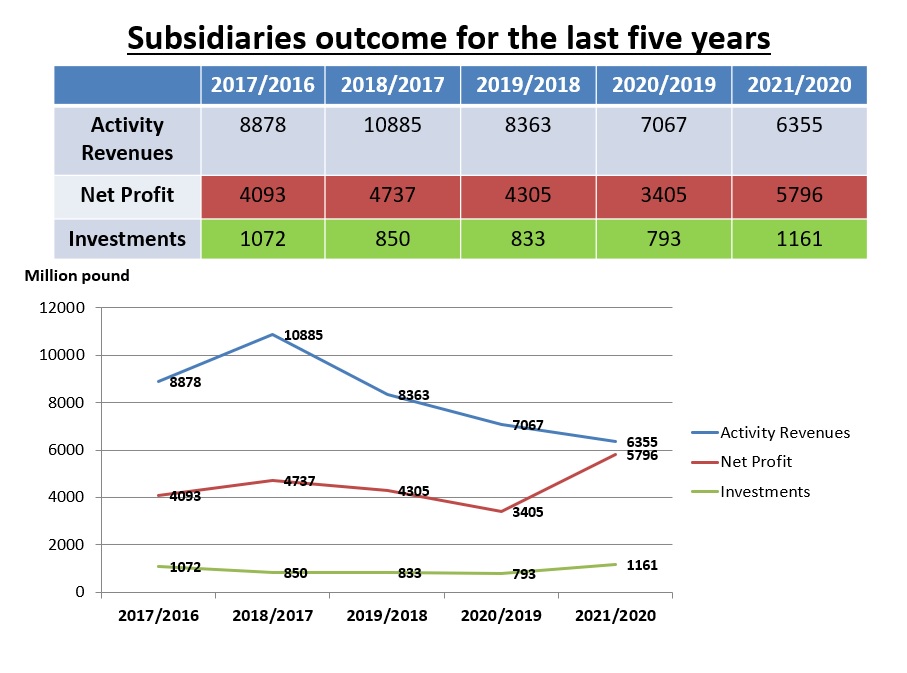 Subsidiaries outcome for the last five years
2017/2016 2018/2017 2019/2018 2020/2019 2021/2020
Activity Revenues 8878 10885 8363 7067 6355
Net Profit 4093 4737 4305 3405 5796
Investments 1072 850 833 793 1161
Million pound
12000
10000
8000
6000
4000
2000
0
8878 10885 8363 7067 6355
4093 4737 4305 3405 5796
1072 850 833 793 1161
2017/2016 2018/2017 2019/2018 2020/2019 2021/2020
Activity Revenues
Net Profit
Investments